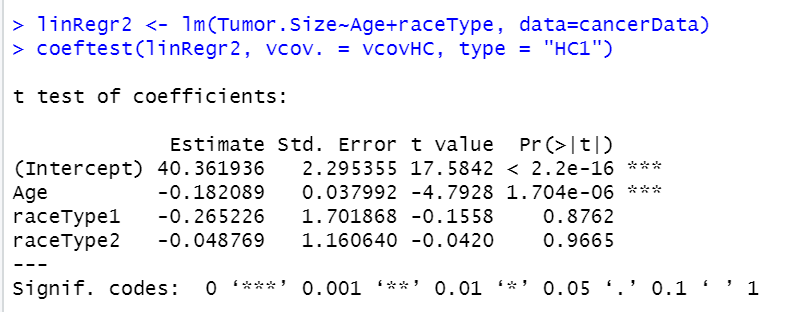 > linRegr2 <- lm(Tumor.Size~Age+raceType, data=cancerData)
> coeftest(linRegr2, vcov. = vcovHC, type = "HC1")
t test of coefficients:
Estimate Std. Error t value Pr(>|t|)
(Intercept) 40.361936 2.295355 17.5842 < 2.2e-16 ***
Age -0.182089 0.037992 -4.7928 1.704e-06 ***
raceType1 -0.265226 1.701868 -0.1558 0.8762
raceType2 -0.048769 1.160640 -0.0420 0.9665
---
Signif. codes: 0 ‘***’ 0.001 ‘**’ 0.01 ‘*’ 0.05 ‘.’ 0.1 ‘ ’ 1